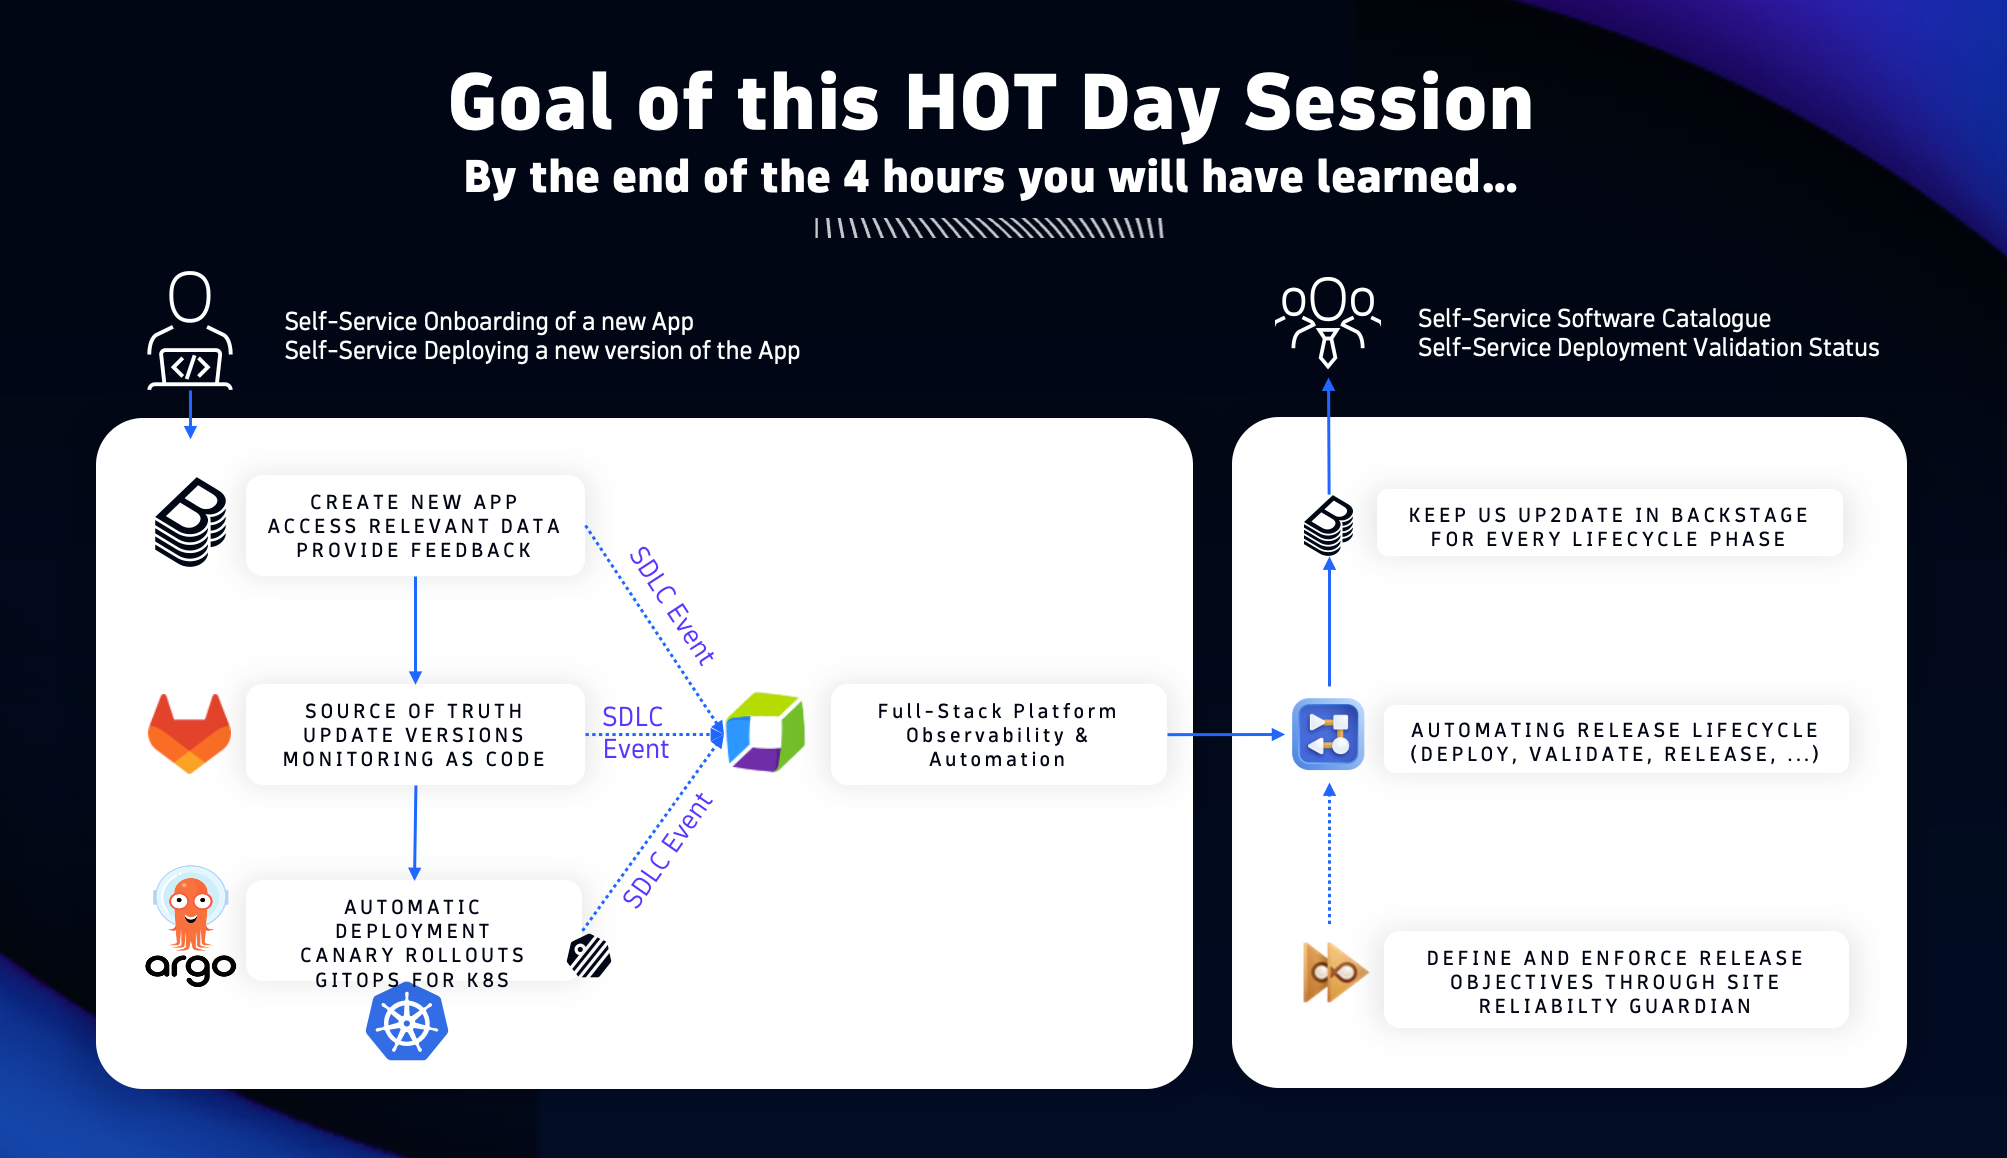 Goal of this HOT Day Session
By the end of the 4 hours you will have learned...
Self-Service Onboarding of a new App
Self-Service Deploying a new version of the App
Self-Service Software Catalogue
Self-Service Deployment Validation Status
CREATE NEW APP
ACCESS RELEVANT DATA
PROVIDE FEEDBACK
SDLC Event
SOURCE OF TRUTH
UPDATE VERSIONS
MONITORING AS CODE
SDLC
Event
Full-Stack Platform
Observability &
Automation
SDLC Event
argo
AUTOMATIC
DEPLOYMENT
CANARY ROLLOUTS
GITOPS FOR K8S
KEEP US UP2DATE IN BACKSTAGE
FOR EVERY LIFECYCLE PHASE
AUTOMATING RELEASE LIFECYCLE
(DEPLOY, VALIDATE, RELEASE, ...)
DEFINE AND ENFORCE RELEASE
OBJECTIVES THROUGH SITE
RELIABILTY GUARDIAN